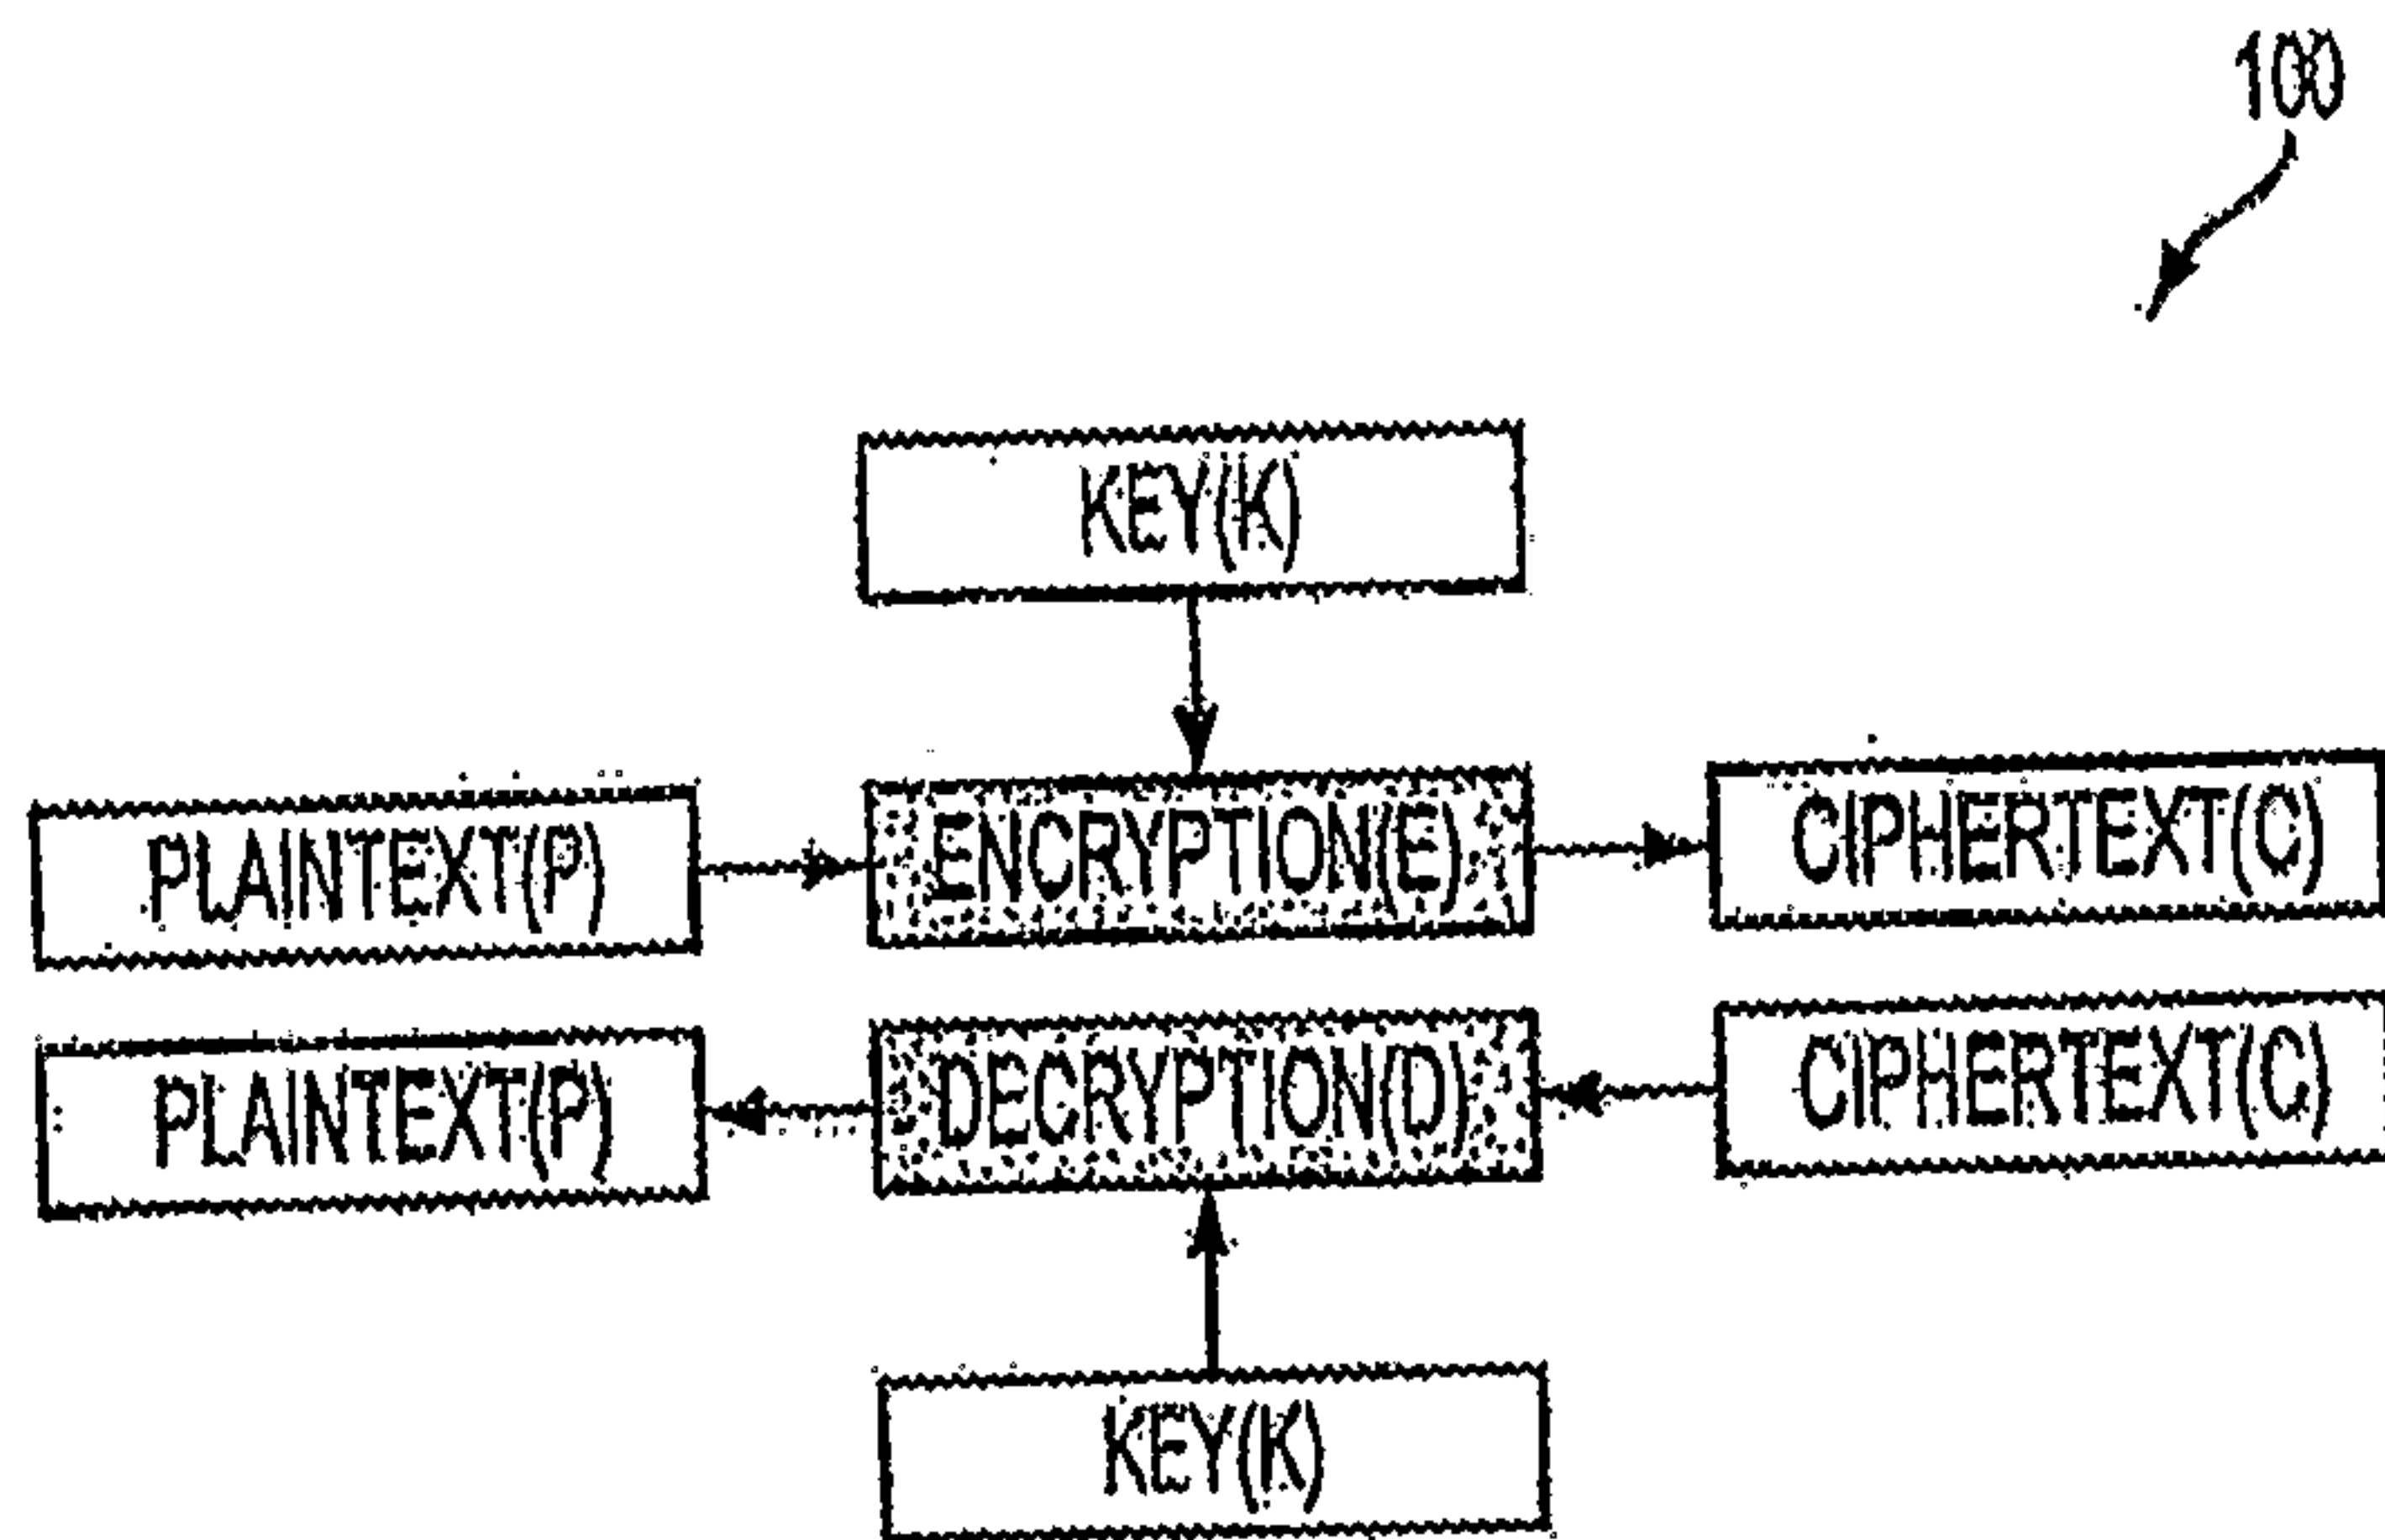 100
KEY(K)
PLAINTEXT(P)
ENCRYPTION(E)
CIPHERTEXT(C)
PLAINTEXT(P)
DECRYPTION(D)
CIPHERTEXT(C)
KEY(K)